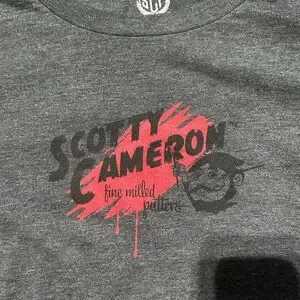 SCOTTY
CAMERON
fine milled
putters